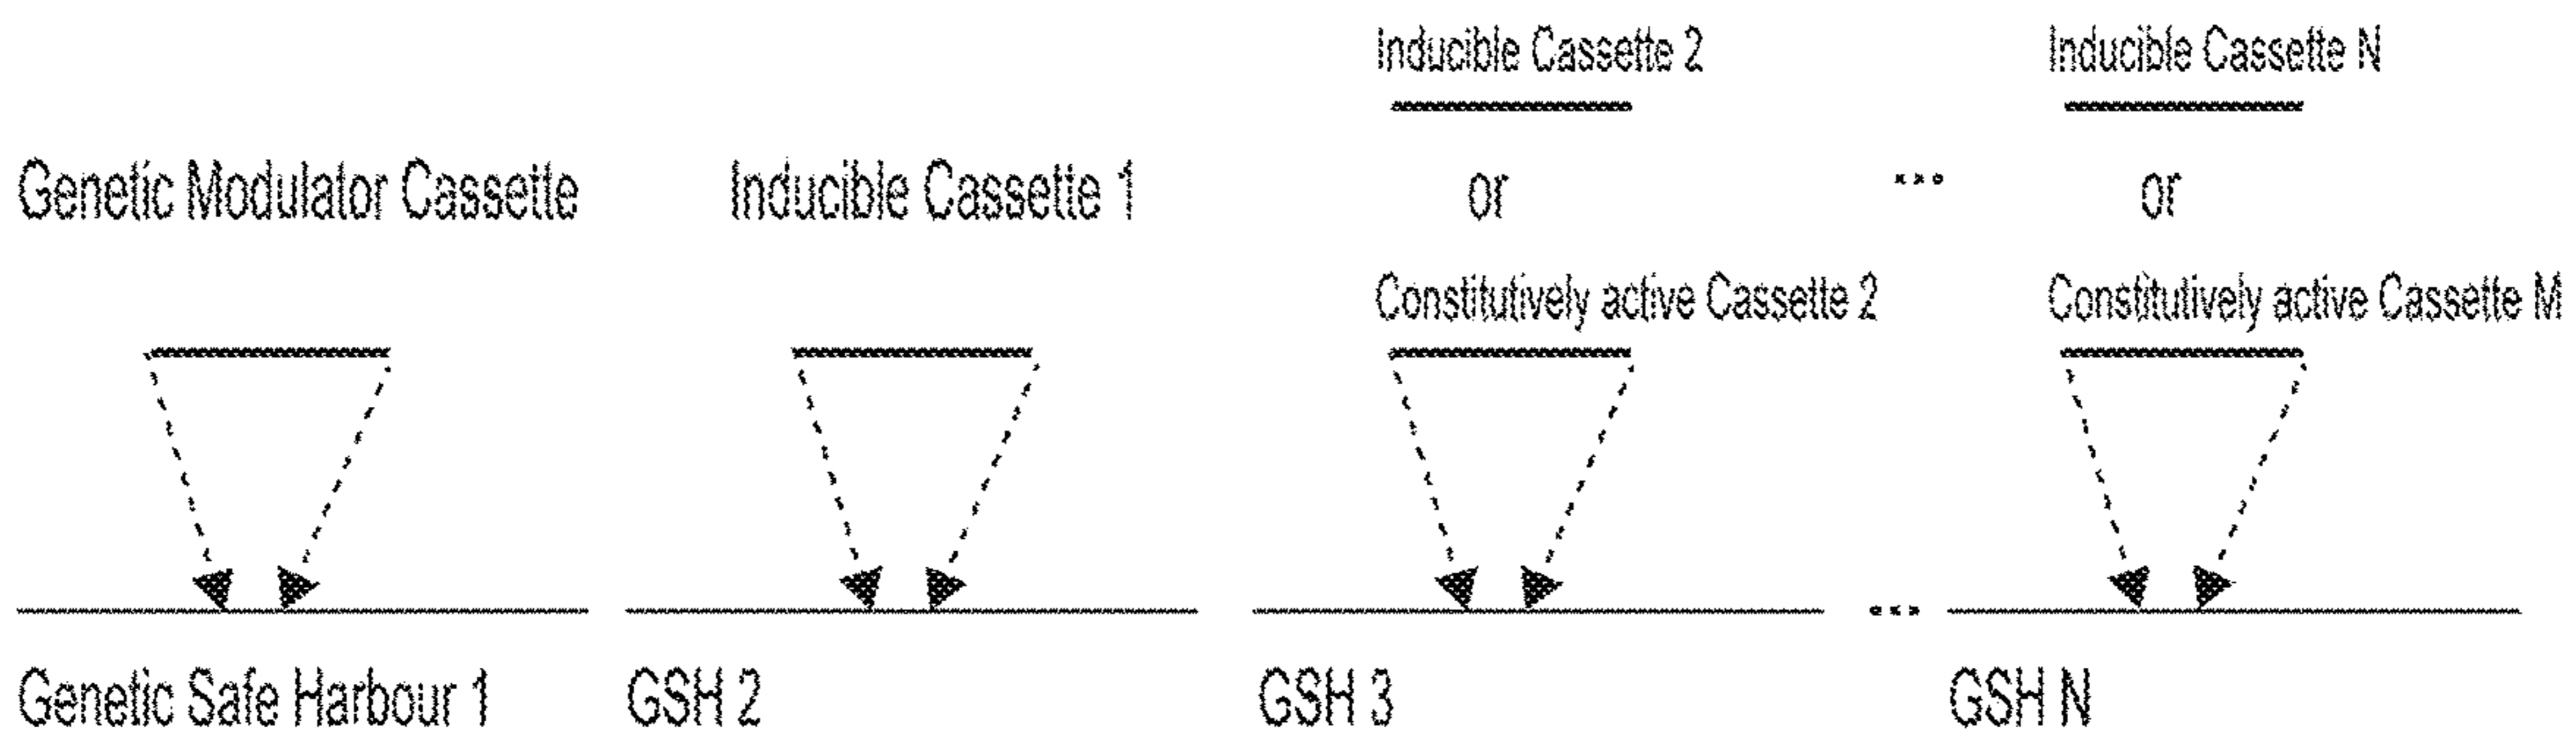 Inducible Cassette 2
Inducible Cassette N
Genetic Modulator Cassette
Inducible Cassette 1
or
...
or
Constitutively active Cassette 2
Constitutively active Cassette M
...
Genetic Safe Harbour 1
GSH 2
GSH 3
GSH N